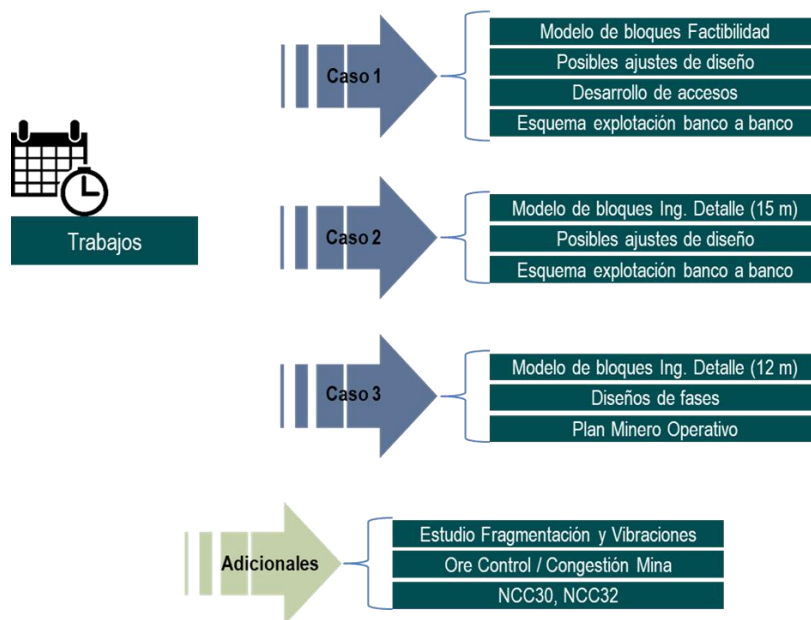 Trabajos
Caso 1
Modelo de bloques Factibilidad
Posibles ajustes de diseño
Desarrollo de accesos
Esquema explotación banco a banco
Caso 2
Modelo de bloques Ing. Detalle (15 m)
Posibles ajustes de diseño
Esquema explotación banco a banco
Caso 3
Modelo de bloques Ing. Detalle (12 m)
Diseños de fases
Plan Minero Operativo
Adicionales
Estudio Fragmentación y Vibraciones
Ore Control / Congestión Mina
NCC30, NCC32